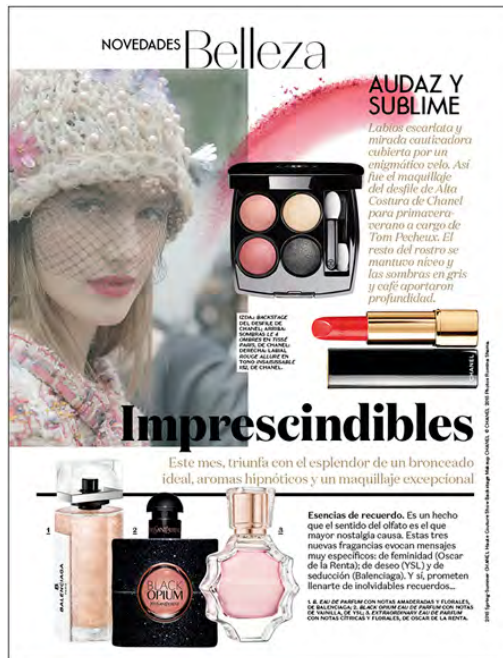 NOVEDADES Belleza
AUDAZ Y
SUBLIME
Labios escarlata y
mirada cautivadora
cubierta por un
enigmático velo. Así
fue el maquillaje
del desfile de Alta
Costura de Chanel
para primavera-
verano a cargo de
Tom Pecheux. El
resto del rostro se
mantuvo níveo y
las sombras en gris
y café aportaron
profundidad.
IZDA.: BACKSTAGE
DEL DESFILE DE
CHANEL; ARRIBA:
SOMBRAS LE 4
OMBRES EN TISSÉ
PARIS, DE CHANEL;
DERECHA: LABIAL
ROUGE ALLURE EN
TONO INSAISISSABLE
152, DE CHANEL.
CHANEL
Imprescindibles
Este mes, triunfa con el esplendor de un bronceado
ideal, aromas hipnóticos y un maquillaje excepcional
1
2
3
B.
BALENCIAGA
BLACK
OPIUM
YVESSAINTLAURENT
Esencias de recuerdo. Es un hecho
que el sentido del olfato es el que
mayor nostalgia causa. Estas tres
nuevas fragancias evocan mensajes
muy específicos: de feminidad (Oscar
de la Renta); de deseo (YSL) y de
seducción (Balenciaga). Y sí, prometen
llenarte de inolvidables recuerdos...
1. B. EAU DE PARFUM CON NOTAS AMADERADAS Y FLORALES,
DE BALENCIAGA; 2. BLACK OPIUM EAU DE PARFUM CON NOTAS
DE VAINILLA, DE YSL; 3. EXTRAORDINARY EAU DE PARFUM
CON NOTAS CÍTRICAS Y FLORALES, DE OSCAR DE LA RENTA.